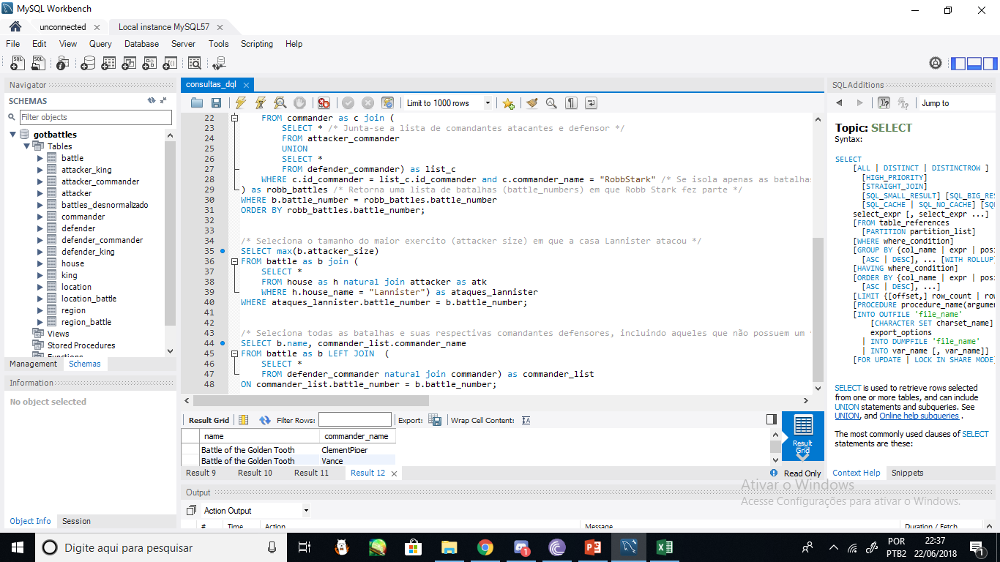 MySQL Workbench
unconnected
Local instance MySQL57
File Edit View Query Database Server Tools Scripting Help
Navigator
SCHEMAS
Filter objects
gotbattles
Tables
battle
attacker_king
attacker_commander
attacker
battles_desnormalizado
commander
defender
defender_commander
defender_king
house
king
location
location_battle
region
region_battle
Views
Stored Procedures
Functions
Management Schemas
Information
No object selected
Object Info Session
consultas_dql
Limit to 1000 rows
22 FROM commander as c join (
23 SELECT * /* Junta-se a lista de comandantes atacantes e defensor */
24 FROM attacker_commander
25 UNION
26 SELECT *
27 FROM defender_commander) as list_c
28 WHERE c.id_commander = list_c.id_commander and c.commander_name = "RobbStark" /* Se isola apenas as batalhas
29 ) as robb_battles /* Retorna uma lista de batalhas (battle_numbers) em que Robb Stark fez parte */
30 WHERE b.battle_number = robb_battles.battle_number
31 ORDER BY robb_battles.battle_number;
32
33
34 /* Seleciona o tamanho do maior exercito (attacker size) em que a casa Lannister atacou */
35 SELECT max(b.attacker_size)
36 FROM battle as b join (
37 SELECT *
38 FROM house as h natural join attacker as atk
39 WHERE h.house_name = "Lannister") as ataques_lannister
40 WHERE ataques_lannister.battle_number = b.battle_number;
41
42
43 /* Seleciona todas as batalhas e suas respectivas comandantes defensores, incluindo aqueles que não possuem um *
44 SELECT b.name, commander_list.commander_name
45 FROM battle as b LEFT JOIN (
46 SELECT *
47 FROM defender_commander natural join commander) as commander_list
48 ON commander_list.battle_number = b.battle_number;
Result Grid Filter Rows: Export: Wrap Cell Content:
name commander_name
Battle of the Golden Tooth ClementPiper
Battle of the Golden Tooth Vance
Result Grid
Result 9 Result 10 Result 11 Result 12
Read Only
Output
Action Output
# Time Action Message Duration / Fetch
SQLAdditions
Jump to
Topic: SELECT
Syntax:
SELECT
[ALL | DISTINCT | DISTINCTROW ]
[HIGH_PRIORITY]
[STRAIGHT_JOIN]
[SQL_SMALL_RESULT] [SQL_BIG_RES
[SQL_CACHE | SQL_NO_CACHE] [SQL
select_expr [, select_expr ...]
[FROM table_references
[PARTITION partition_list]
[WHERE where_condition]
[GROUP BY {col_name | expr | pos
[ASC | DESC], ... [WITH ROLLUP
[HAVING where_condition]
[ORDER BY {col_name | expr | pos
[ASC | DESC], ...]
[LIMIT {[offset,] row_count | row
[PROCEDURE procedure_name(argumen
[INTO OUTFILE 'file_name'
[CHARACTER SET charset_name]
export_options
| INTO DUMPFILE 'file_name'
| INTO var_name [, var_name]]
[FOR UPDATE | LOCK IN SHARE MODE
SELECT is used to retrieve rows selected
from one or more tables, and can include
UNION statements and subqueries. See
UNION, and Online help subqueries .
The most commonly used clauses of SELECT
statements are these:
Context Help Snippets
Ativar o Windows
Acesse Configurações para ativar o Windows.
Digite aqui para pesquisar
1
POR
PTB2
22:37
22/06/2018
1